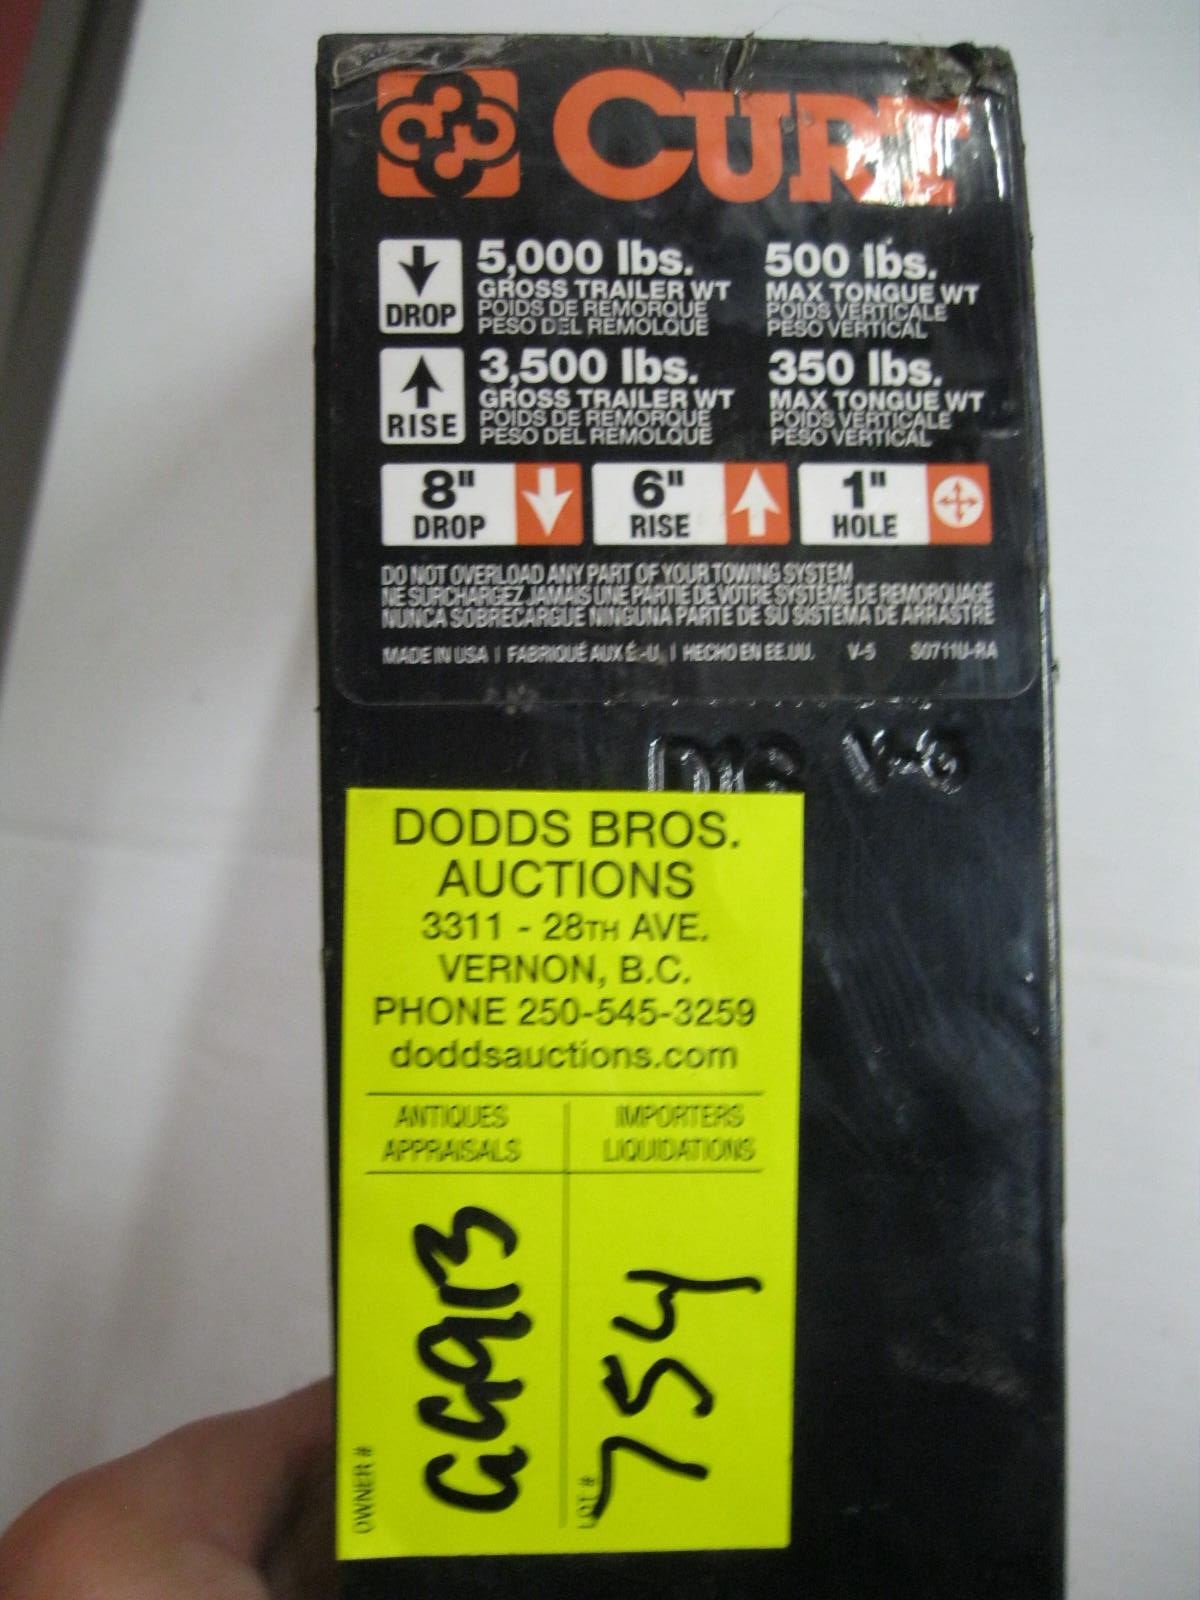 CURT
DROP
5,000 lbs.
GROSS TRAILER WT
POIDS DE REMORQUE
PESO DEL REMOLQUE
500 lbs.
MAX TONGUE WT
POIDS VERTICALE
PESO VERTICAL
RISE
3,500 lbs.
GROSS TRAILER WT
POIDS DE REMORQUE
PESO DEL REMOLQUE
350 lbs.
MAX TONGUE WT
POIDS VERTICALE
PESO VERTICAL
8" DROP
6" RISE
1" HOLE
DO NOT OVERLOAD ANY PART OF YOUR TOWING SYSTEM
NE SURCHARGEZ JAMAIS UNE PARTIE DE VOTRE SYSTÈME DE REMORQUAGE
NUNCA SOBRECARGUE NINGUNA PARTE DE SU SISTEMA DE ARRASTRE
MADE IN USA | FABRIQUÉ AUX É.-U. | HECHO EN EE.UU. V-5 S0711U-RA
DODDS BROS.
AUCTIONS
3311 - 28TH AVE.
VERNON, B.C.
PHONE 250-545-3259
doddsauctions.com
ANTIQUES
APPRAISALS
IMPORTERS
LIQUIDATIONS
OWNER #
LOT # 754